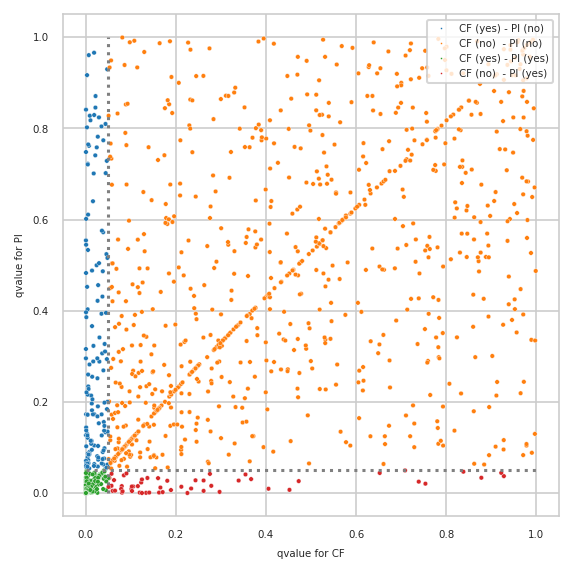 CF (yes) - PI (no)
CF (no)  - PI (no)
CF (yes) - PI (yes)
CF (no)  - PI (yes)
1.0
0.8
0.6
0.4
0.2
0.0
qvalue for PI
0.0 0.2 0.4 0.6 0.8 1.0
qvalue for CF